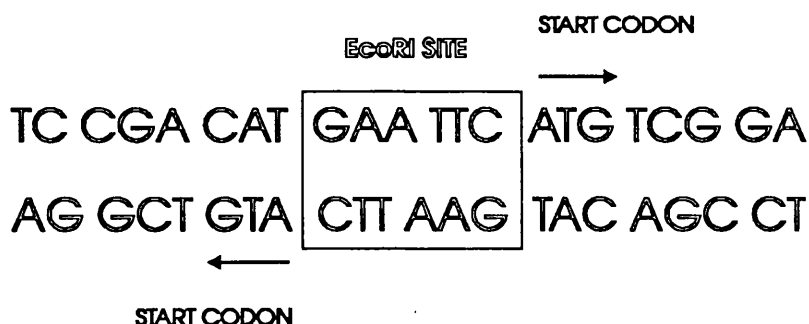 START CODON
EcoRI SITE
TC CGA CAT GAA TTC ATG TCG GA
AG GCT GTA CTT AAG TAC AGC CT
START CODON